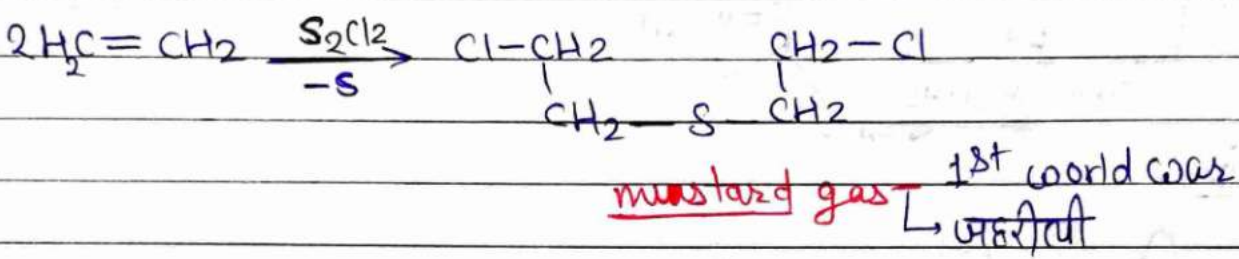 2H2C = CH2 S2Cl2 -S → Cl-CH2 CH2-Cl
CH2-S-CH2
mustard gas 1st world war
→ जहरीली